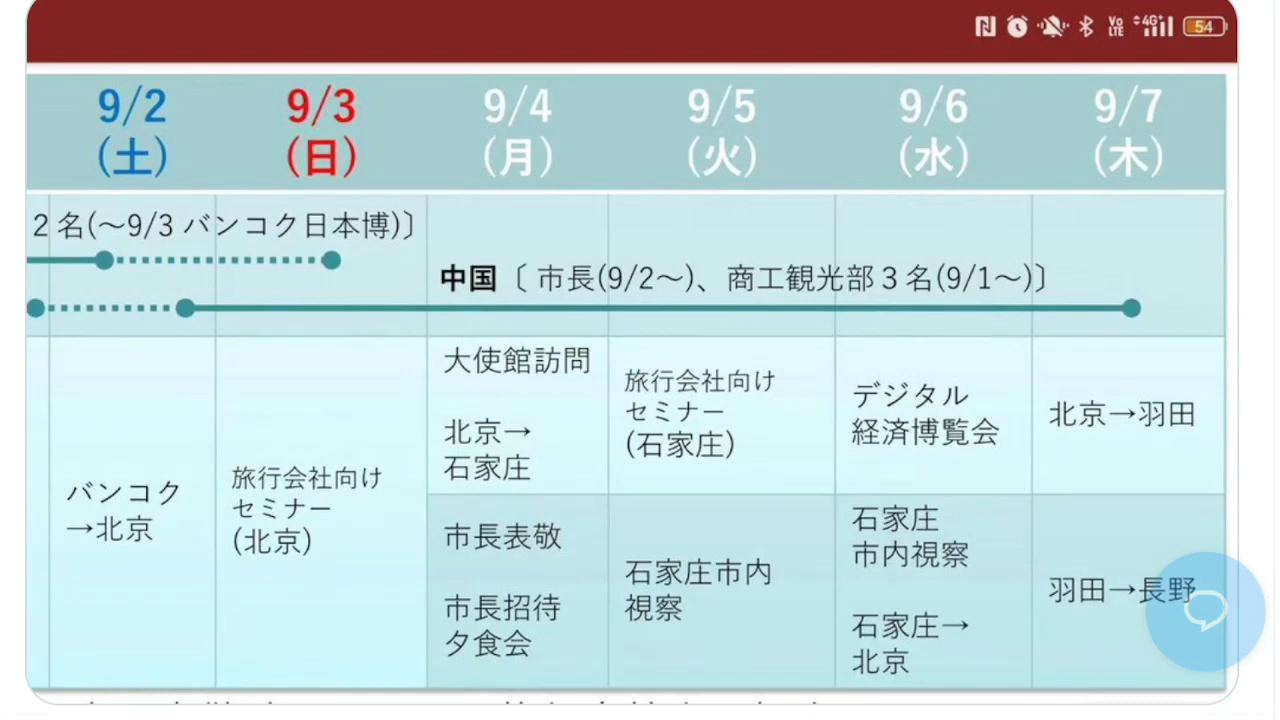 Vo LTE 4G+ 54
9/2 9/3 9/4 9/5 9/6 9/7
(土) (日) (月) (火) (水) (木)
2名(～9/3 バンコク日本博)〕
中国〔 市長(9/2～)、商工観光部３名(9/1～)〕
バンコク
→北京
旅行会社向け
セミナー
(北京)
大使館訪問
北京→
石家庄
市長表敬
市長招待
夕食会
旅行会社向け
セミナー
(石家庄)
石家庄市内
視察
デジタル
経済博覧会
石家庄
市内視察
石家庄→
北京
北京→羽田
羽田→長野